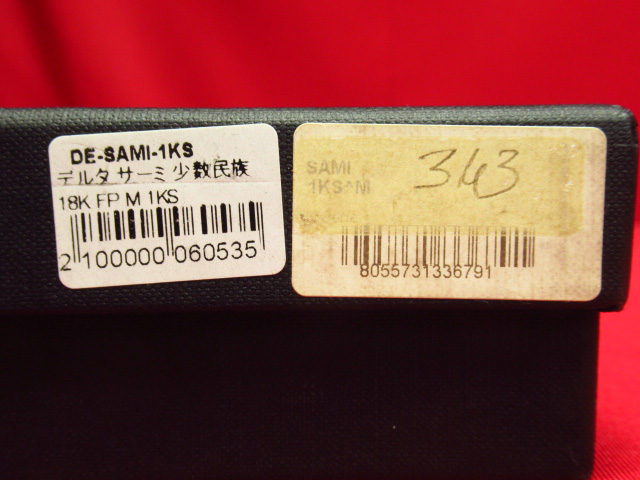 DE-SAMI-1KS
デルタ サーミ 少数民族
18K FP M 1KS
2 100000 060535
SAMI
1KS^M
343
8055731336791